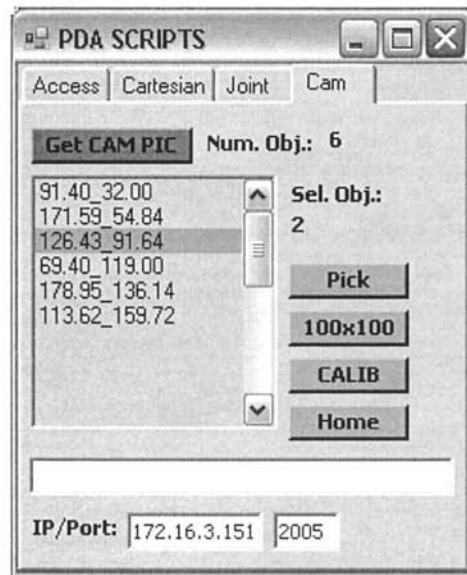 PDA SCRIPTS
Access Cartesian Joint Cam
Get CAM PIC Num. Obj.: 6
91.40_32.00
171.59_54.84
126.43_91.64
69.40_119.00
178.95_136.14
113.62_159.72
Sel. Obj.:
2
Pick
100x100
CALIB
Home
IP/Port: 172.16.3.151 2005